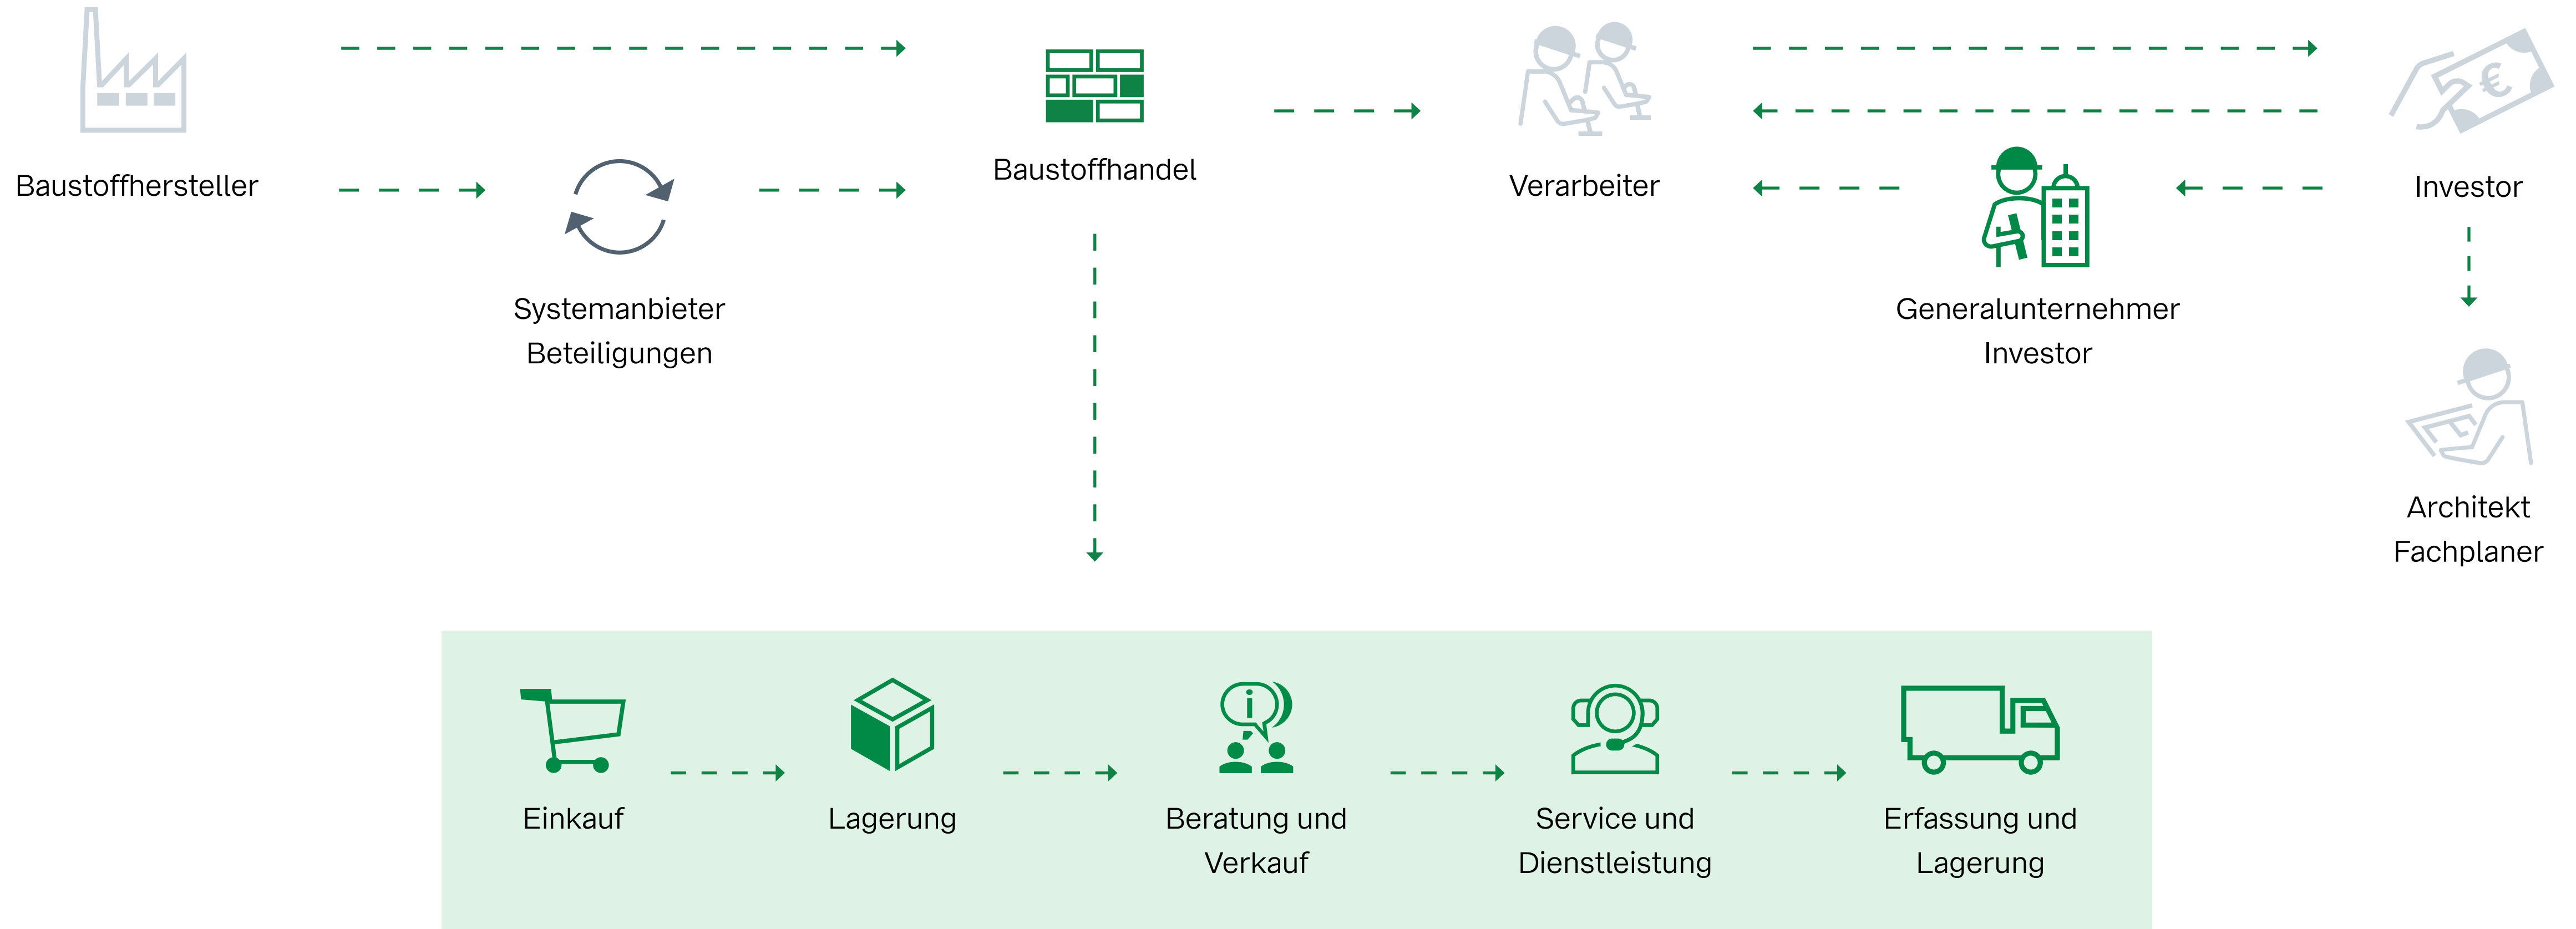 Baustoffhersteller
Systemanbieter
Beteiligungen
Baustoffhandel
Verarbeiter
Generalunternehmer
Investor
€
Investor
Architekt
Fachplaner
Einkauf
Lagerung
i
Beratung und
Verkauf
Service und
Dienstleistung
Erfassung und
Lagerung